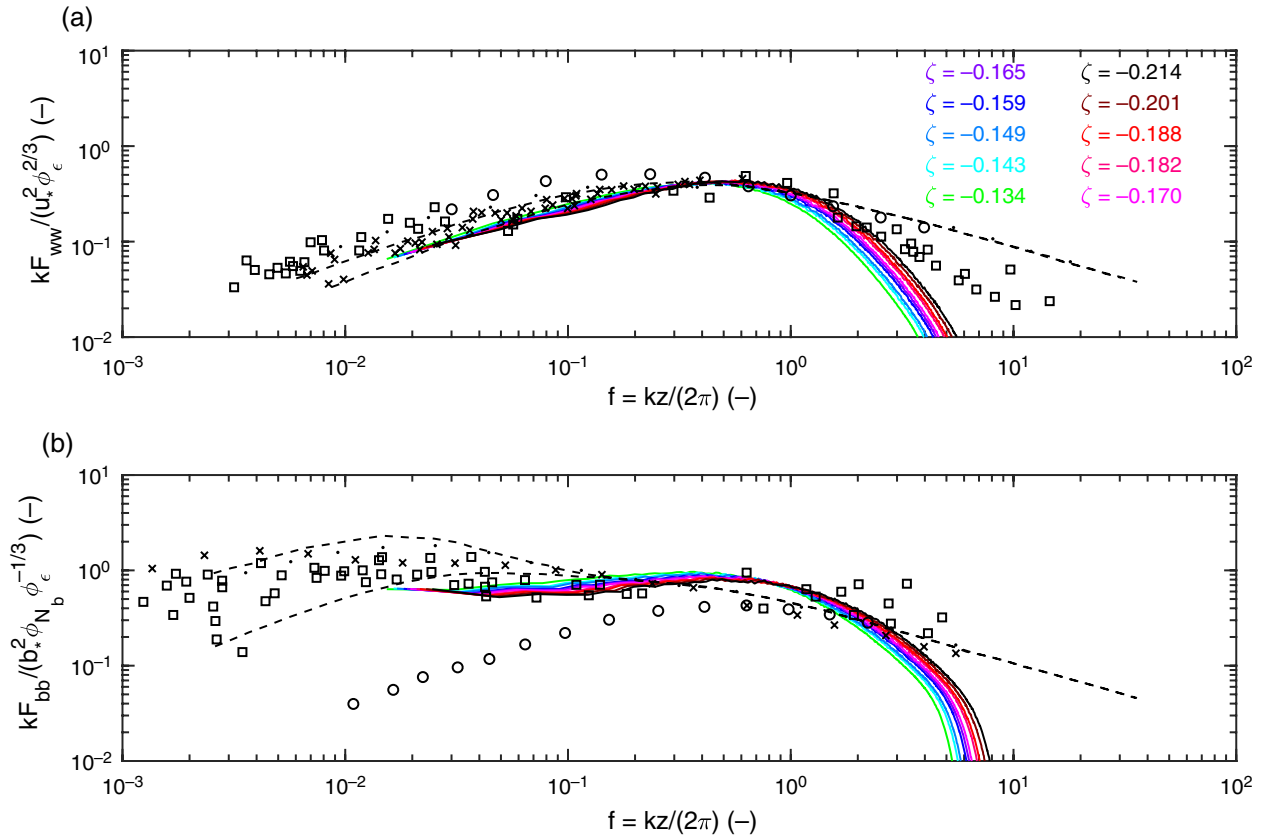 (a)
10^1
10^0
10^−1
10^−2
kF_ww/(u_*^2 ϕ_ϵ^2/3) (–)
ζ = −0.165 ζ = −0.214
ζ = −0.159 ζ = −0.201
ζ = −0.149 ζ = −0.188
ζ = −0.143 ζ = −0.182
ζ = −0.134 ζ = −0.170
10^−3 10^−2 10^−1 10^0 10^1 10^2
f = kz/(2π) (–)
(b)
10^1
10^0
10^−1
10^−2
kF_bb/(b_*^2 ϕ_N_b ϕ_ϵ^−1/3) (–)
10^−3 10^−2 10^−1 10^0 10^1 10^2
f = kz/(2π) (–)